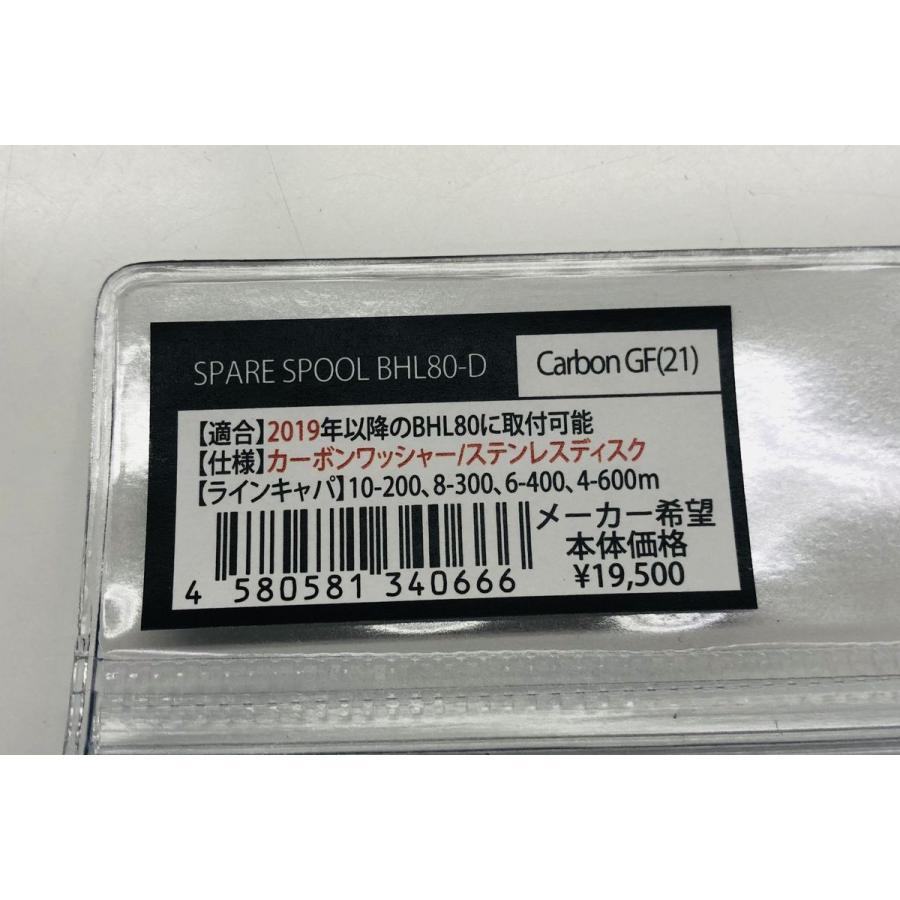 SPARE SPOOL BHL80-D
Carbon GF(21)
【適合】2019年以降のBHL80に取付可能
【仕様】カーボンワッシャー/ステンレスディスク
【ラインキャパ】10-200、8-300、6-400、4-600m
メーカー希望
本体価格
¥19,500
4 580581 340666